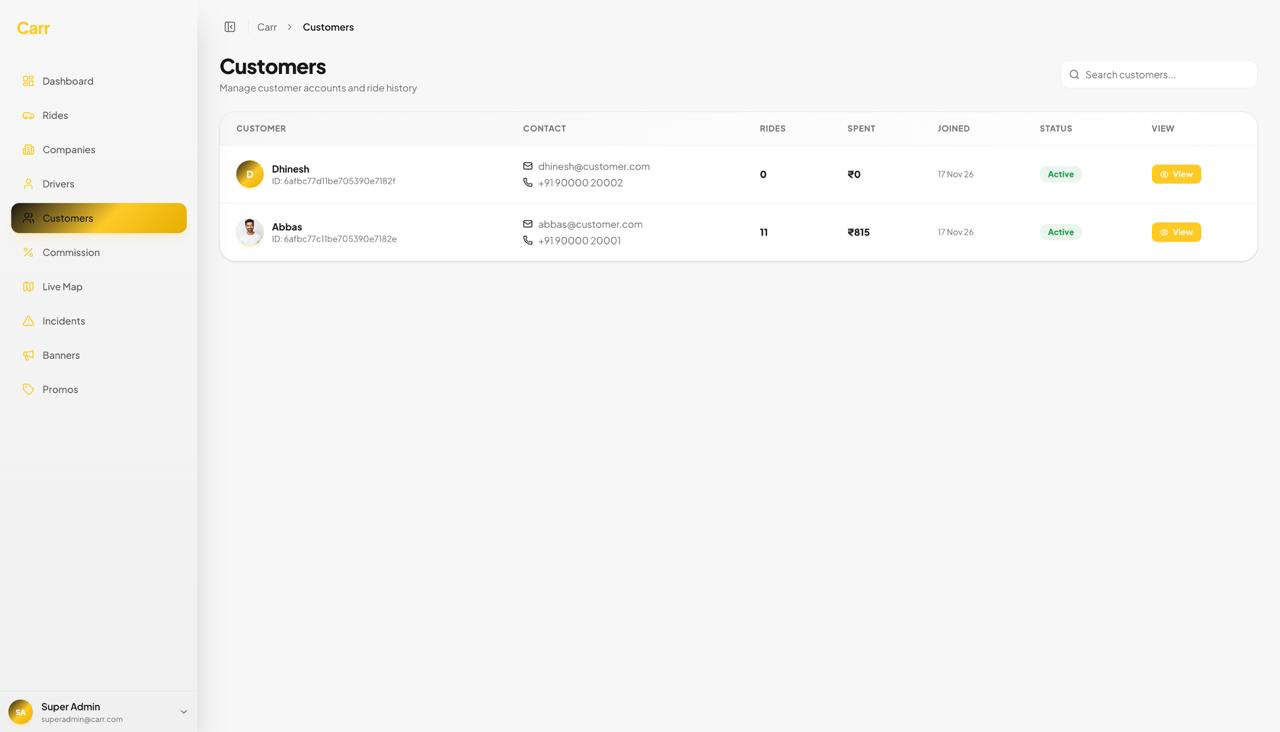 Carr
Dashboard
Rides
Companies
Drivers
Customers
Commission
Live Map
Incidents
Banners
Promos
SA
Super Admin
superadmin@carr.com
Carr > Customers
Customers
Manage customer accounts and ride history
Search customers...
CUSTOMER CONTACT RIDES SPENT JOINED STATUS VIEW
D Dhinesh
ID: 6afbc77d11be705390e7182f
dhinesh@customer.com
+91 90000 20002
0 ₹0 17 Nov 26 Active View
Abbas
ID: 6afbc77c11be705390e7182e
abbas@customer.com
+91 90000 20001
11 ₹815 17 Nov 26 Active View